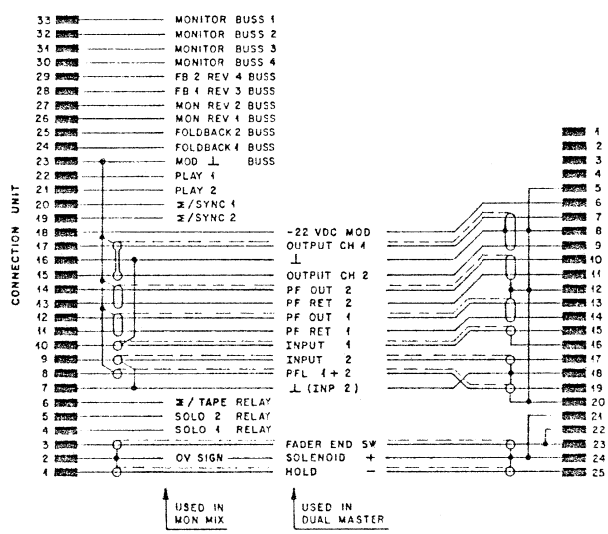 33 MONITOR BUSS 1
32 MONITOR BUSS 2
31 MONITOR BUSS 3
30 MONITOR BUSS 4
29 FB 2 REV 4 BUSS
28 FB 1 REV 3 BUSS
27 MON REV 2 BUSS
26 MON REV 1 BUSS
25 FOLDBACK 2 BUSS
24 FOLDBACK 1 BUSS
23 MOD ⊥ BUSS
22 PLAY 1
21 PLAY 2
20 Σ/SYNC 1
19 Σ/SYNC 2
18 -22 VDC MOD
17 OUTPUT CH 1
16 ⊥
15 OUTPUT CH 2
14 PF OUT 2
13 PF RET 2
12 PF OUT 1
11 PF RET 1
10 INPUT 1
9 INPUT 2
8 PFL 1+2
7 ⊥ (INP 2)
6 Σ/TAPE RELAY
5 SOLO 2 RELAY
4 SOLO 1 RELAY
3 FADER END SW
2 0V SIGN SOLENOID +
1 HOLD -
CONNECTION UNIT
1
2
3
4
5
6
7
8
9
10
11
12
13
14
15
16
17
18
19
20
21
22
23
24
25
USED IN
MON MIX
USED IN
DUAL MASTER